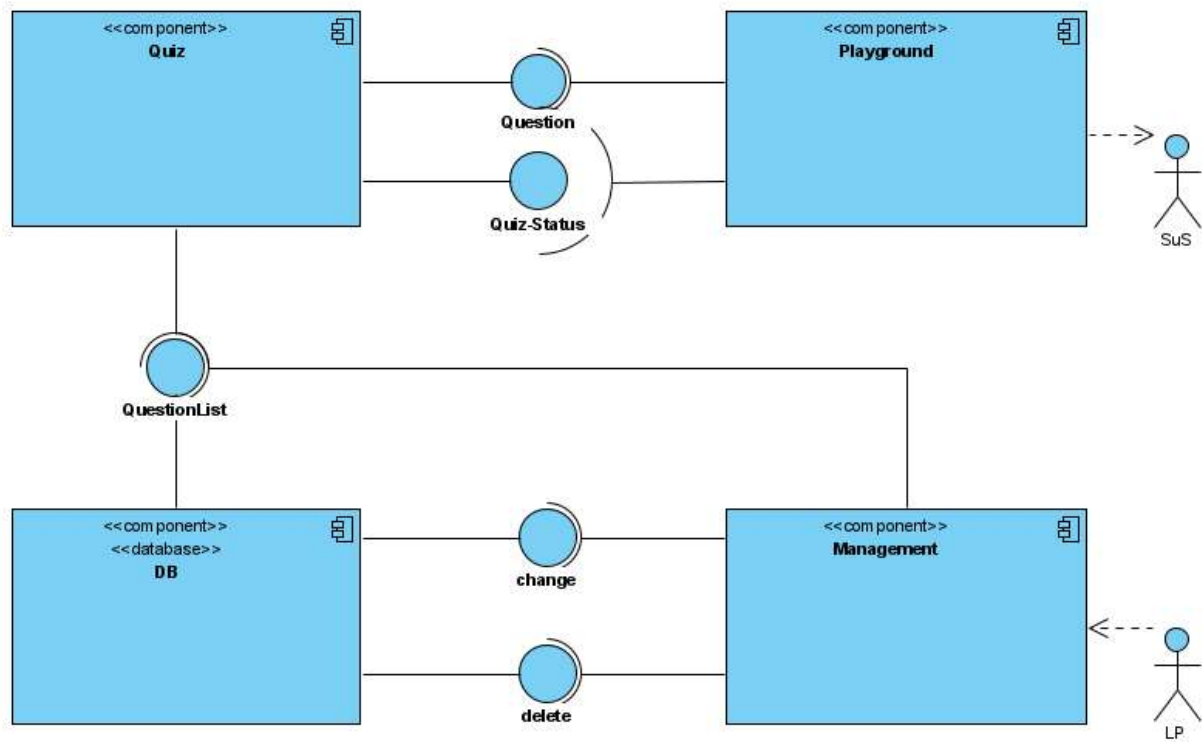 <<component>>
Quiz
<<component>>
Playground
Question
Quiz-Status
SuS
QuestionList
<<component>>
<<database>>
DB
<<component>>
Management
change
delete
LP